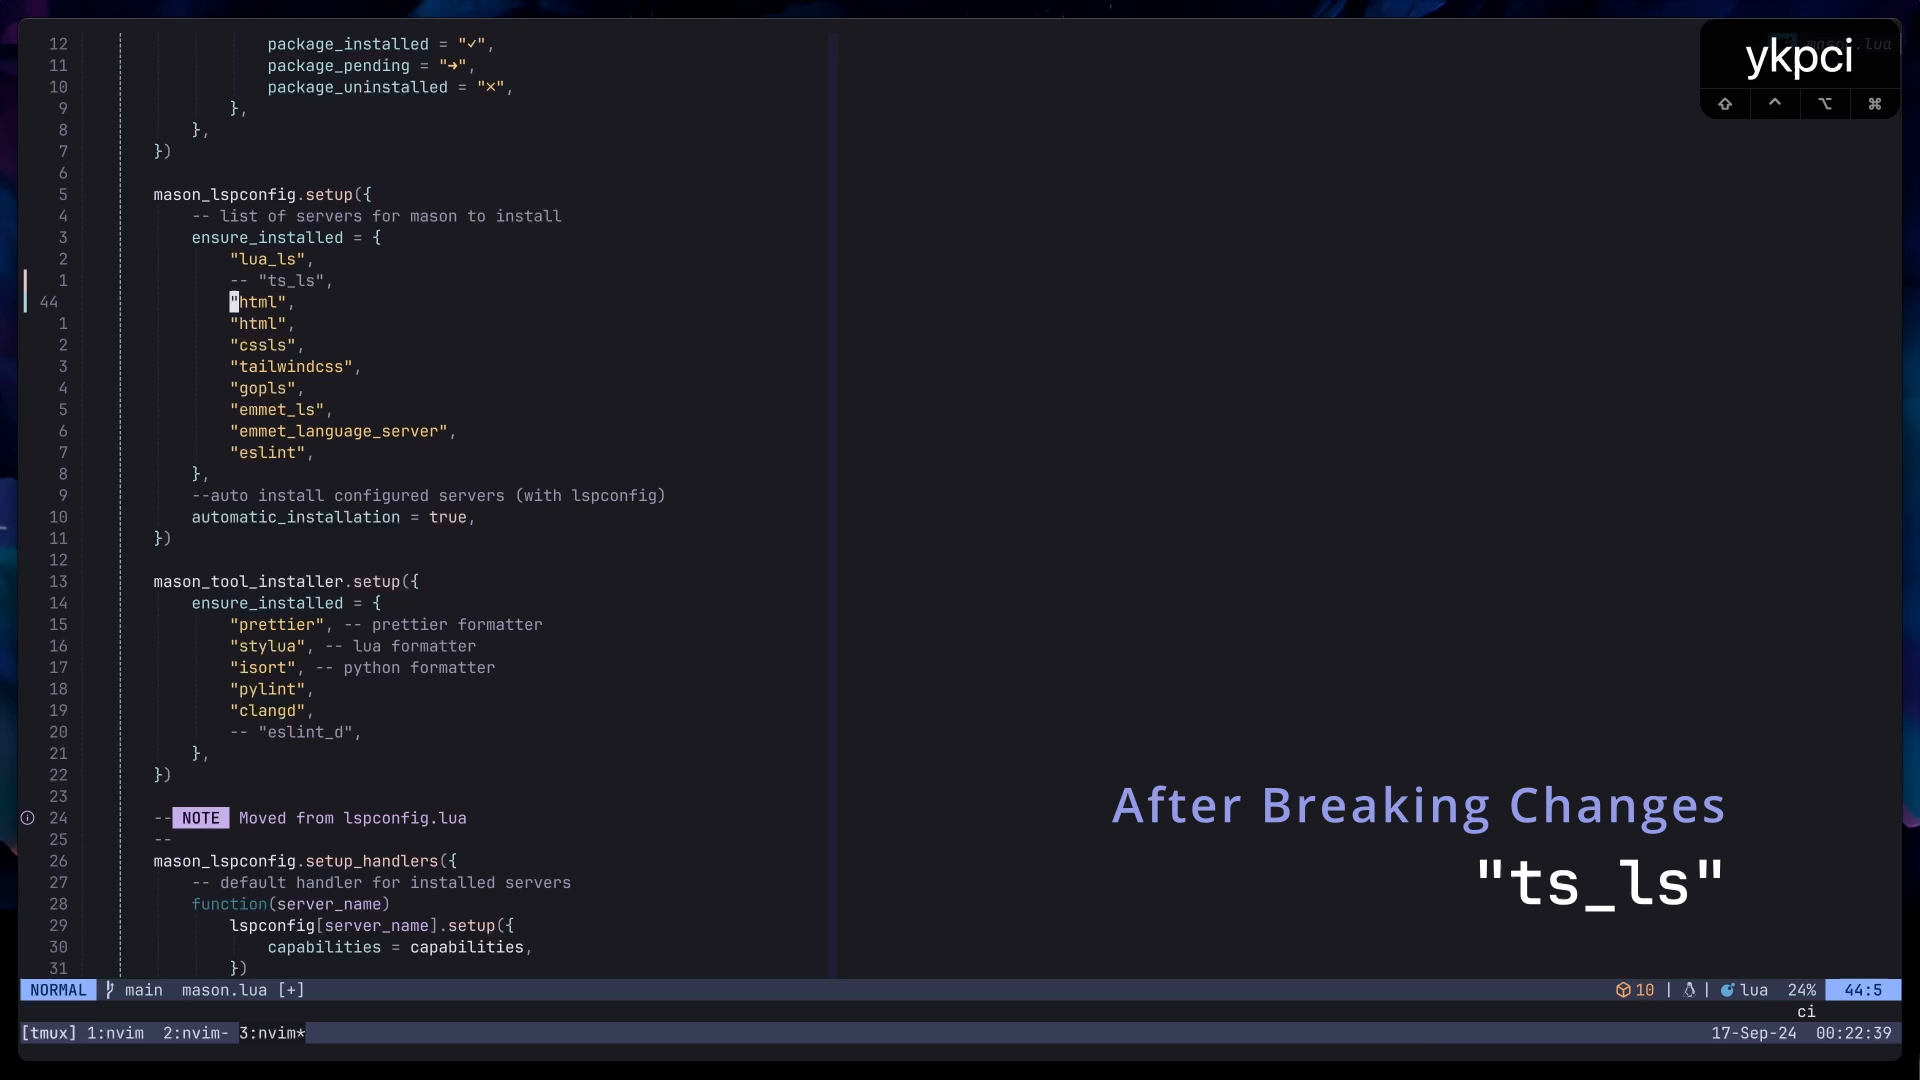 12 package_installed = "✓",
11 package_pending = "➜",
10 package_uninstalled = "✕",
9 },
8 },
7 })
6
5 mason_lspconfig.setup({
4 -- list of servers for mason to install
3 ensure_installed = {
2 "lua_ls",
1 -- "ts_ls",
44 "html",
1 "html",
2 "cssls",
3 "tailwindcss",
4 "gopls",
5 "emmet_ls",
6 "emmet_language_server",
7 "eslint",
8 },
9 --auto install configured servers (with lspconfig)
10 automatic_installation = true,
11 })
12
13 mason_tool_installer.setup({
14 ensure_installed = {
15 "prettier", -- prettier formatter
16 "stylua", -- lua formatter
17 "isort", -- python formatter
18 "pylint",
19 "clangd",
20 -- "eslint_d",
21 },
22 })
23
24 -- NOTE Moved from lspconfig.lua
25 --
26 mason_lspconfig.setup_handlers({
27 -- default handler for installed servers
28 function(server_name)
29 lspconfig[server_name].setup({
30 capabilities = capabilities,
31 })
mason.lua
ykpci
⇧ ^ ⌥ ⌘
After Breaking Changes
"ts_ls"
NORMAL main mason.lua [+] 10 | | lua 24% 44:5
ci
[tmux] 1:nvim 2:nvim- 3:nvim* 17-Sep-24 00:22:39